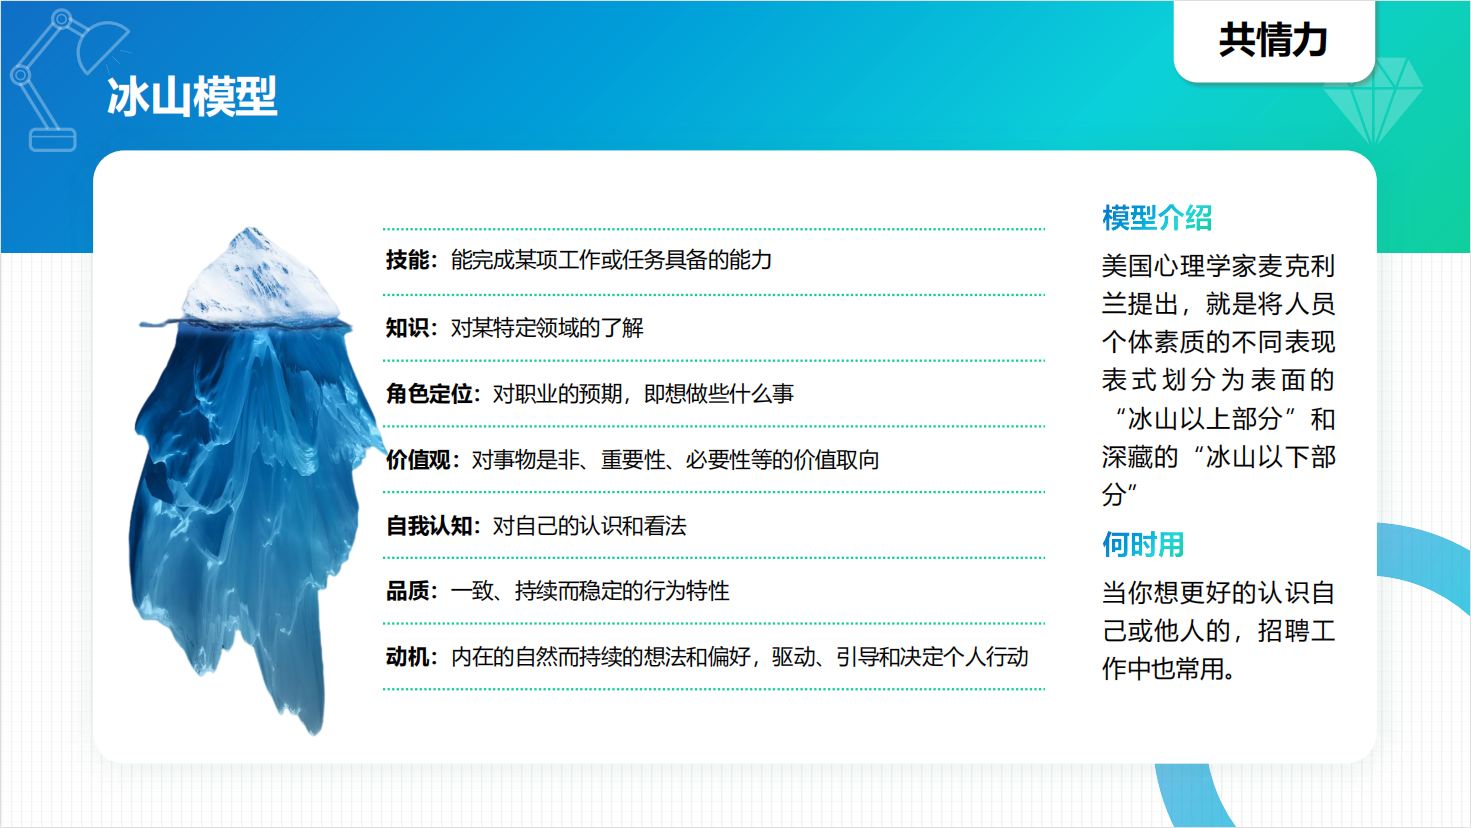 共情力
冰山模型
技能：能完成某项工作或任务具备的能力
知识：对某特定领域的了解
角色定位：对职业的预期，即想做些什么事
价值观：对事物是非、重要性、必要性等的价值取向
自我认知：对自己的认识和看法
品质：一致、持续而稳定的行为特性
动机：内在的自然而持续的想法和偏好，驱动、引导和决定个人行动
模型介绍
美国心理学家麦克利
兰提出，就是将人员
个体素质的不同表现
表式划分为表面的
“冰山以上部分”和
深藏的“冰山以下部
分”
何时用
当你想更好的认识自
己或他人的，招聘工
作中也常用。